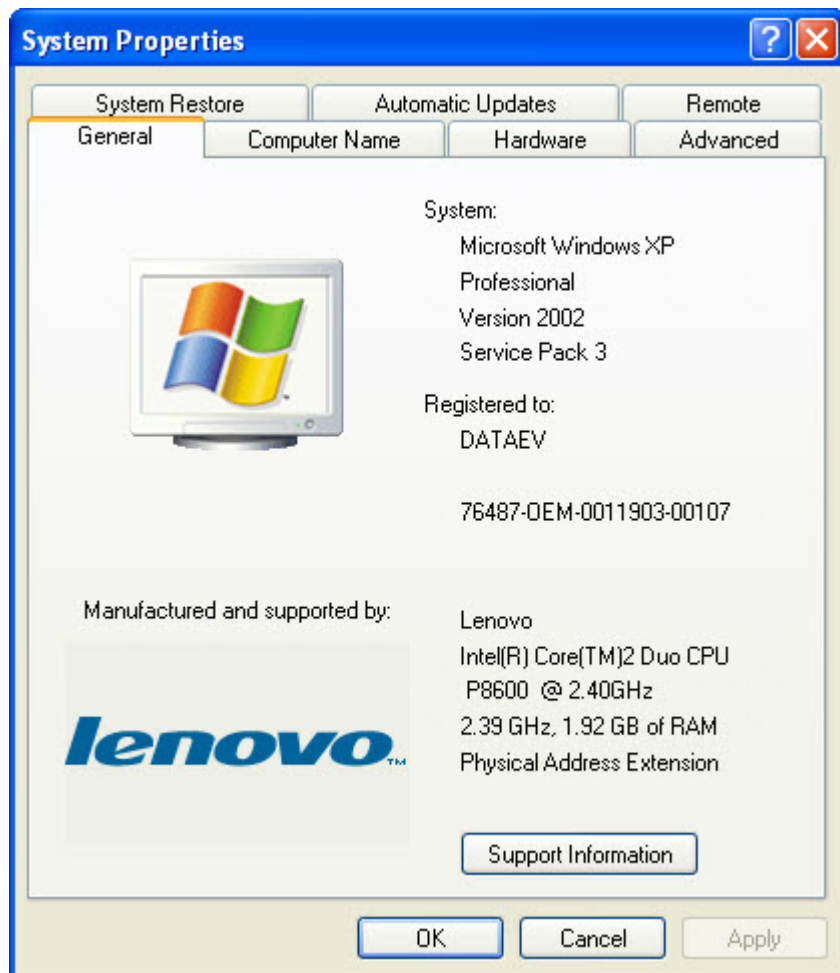 System Properties
System Restore
Automatic Updates
Remote
General
Computer Name
Hardware
Advanced
System:
Microsoft Windows XP
Professional
Version 2002
Service Pack 3
Registered to:
DATAEV
76487-OEM-0011903-00107
Manufactured and supported by:
lenovo™
Lenovo
Intel(R) Core(TM)2 Duo CPU
P8600 @ 2.40GHz
2.39 GHz, 1.92 GB of RAM
Physical Address Extension
Support Information
OK
Cancel
Apply